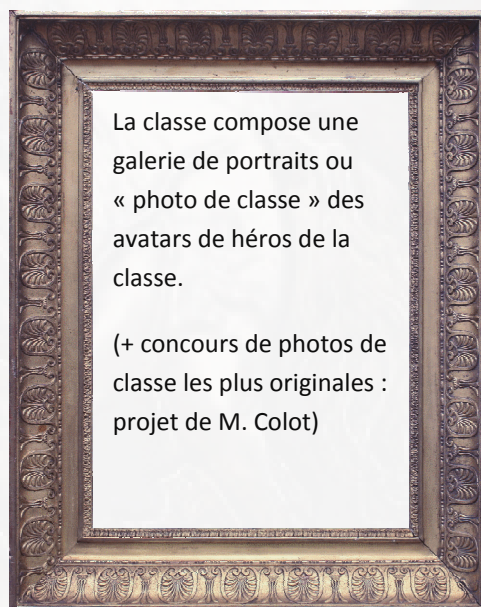 La classe compose une
galerie de portraits ou
« photo de classe » des
avatars de héros de la
classe.
(+ concours de photos de
classe les plus originales :
projet de M. Colot)